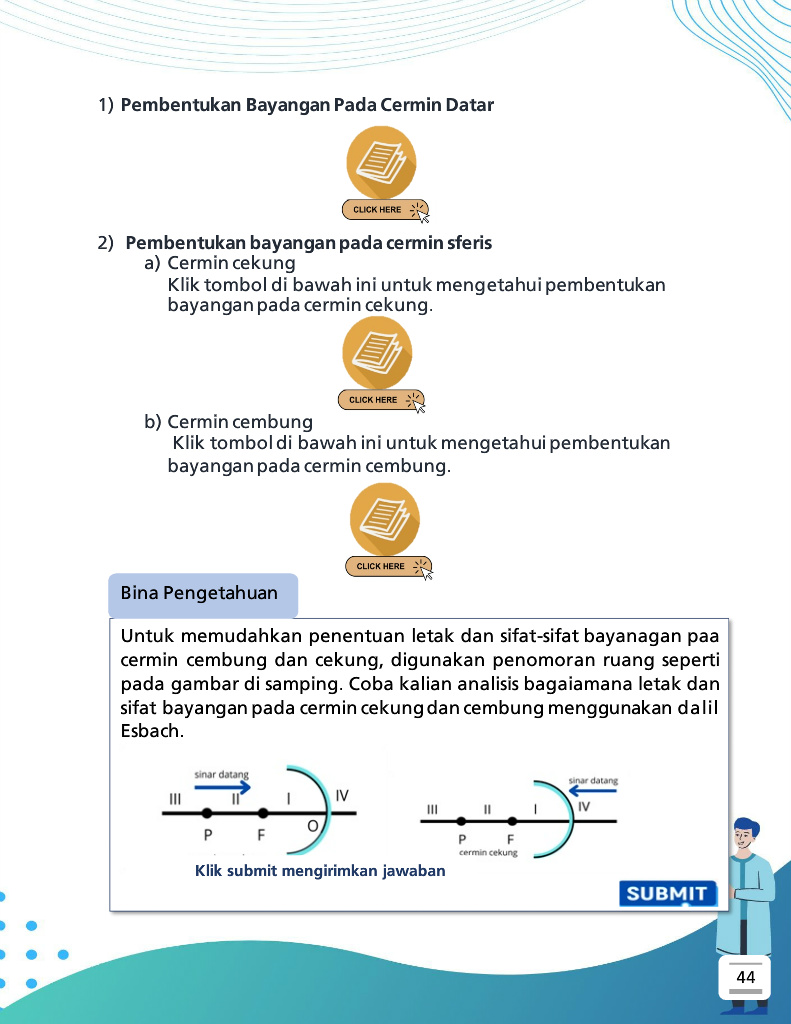 1) Pembentukan Bayangan Pada Cermin Datar
CLICK HERE
2) Pembentukan bayangan pada cermin sferis
a) Cermin cekung
Klik tombol di bawah ini untuk mengetahui pembentukan
bayangan pada cermin cekung.
CLICK HERE
b) Cermin cembung
Klik tombol di bawah ini untuk mengetahui pembentukan
bayangan pada cermin cembung.
CLICK HERE
Bina Pengetahuan
Untuk memudahkan penentuan letak dan sifat-sifat bayanagan paa
cermin cembung dan cekung, digunakan penomoran ruang seperti
pada gambar di samping. Coba kalian analisis bagaiamana letak dan
sifat bayangan pada cermin cekung dan cembung menggunakan dalil
Esbach.
sinar datang
III II I IV
P F O
sinar datang
III II I IV
P F
cermin cekung
Klik submit mengirimkan jawaban
SUBMIT
44